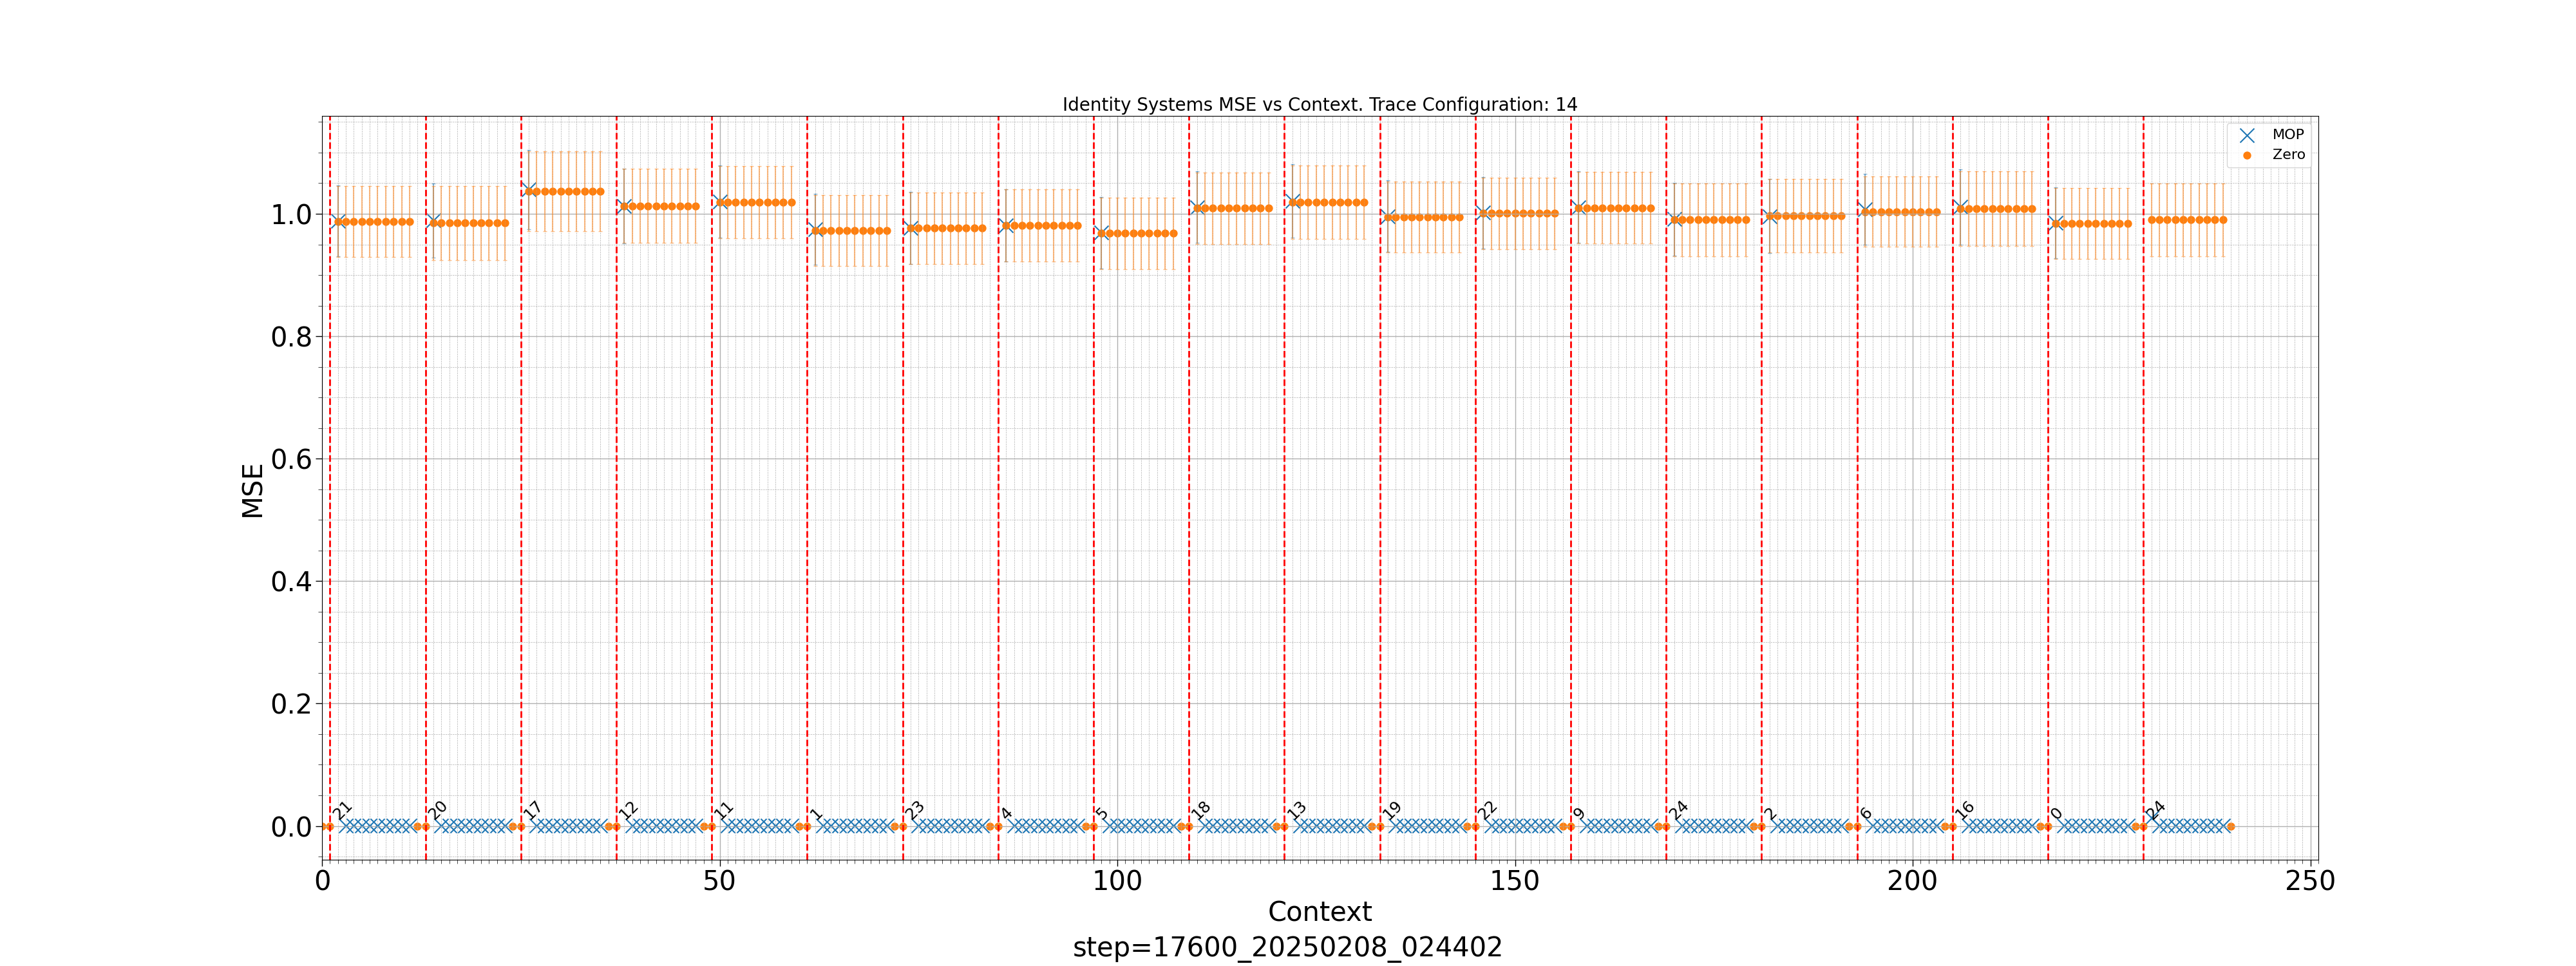 Identity Systems MSE vs Context. Trace Configuration: 14
MOP
Zero
MSE
1.0
0.8
0.6
0.4
0.2
0.0
21 20 17 12 11 1 23 4 5 18 13 19 22 9 24 2 6 16 0 24
0 50 100 150 200 250
Context
step=17600_20250208_024402